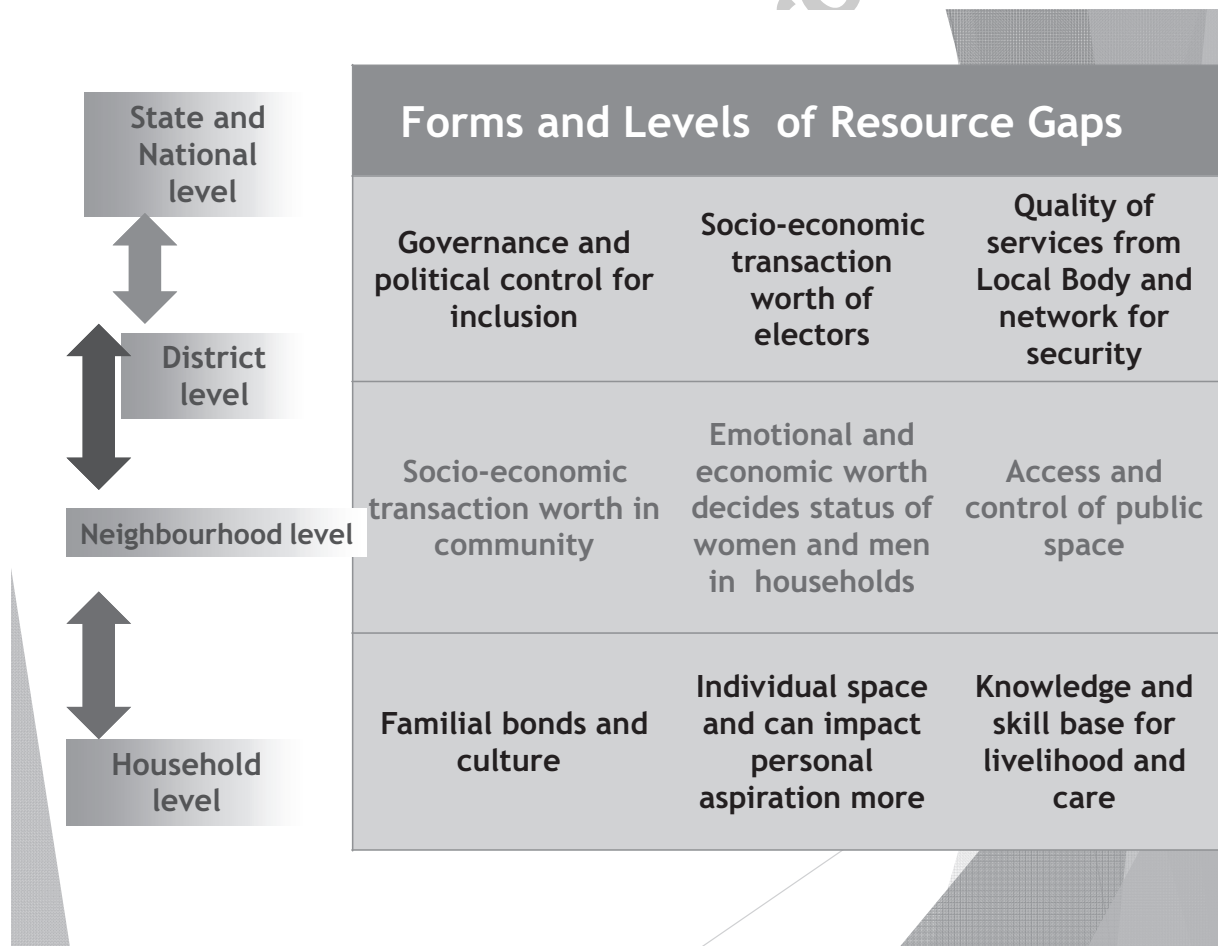 State and
National
level
District
level
Neighbourhood level
Household
level
Forms and Levels of Resource Gaps
Governance and
political control for
inclusion
Socio-economic
transaction
worth of
electors
Quality of
services from
Local Body and
network for
security
Socio-economic
transaction worth in
community
Emotional and
economic worth
decides status of
women and men
in households
Access and
control of public
space
Familial bonds and
culture
Individual space
and can impact
personal
aspiration more
Knowledge and
skill base for
livelihood and
care